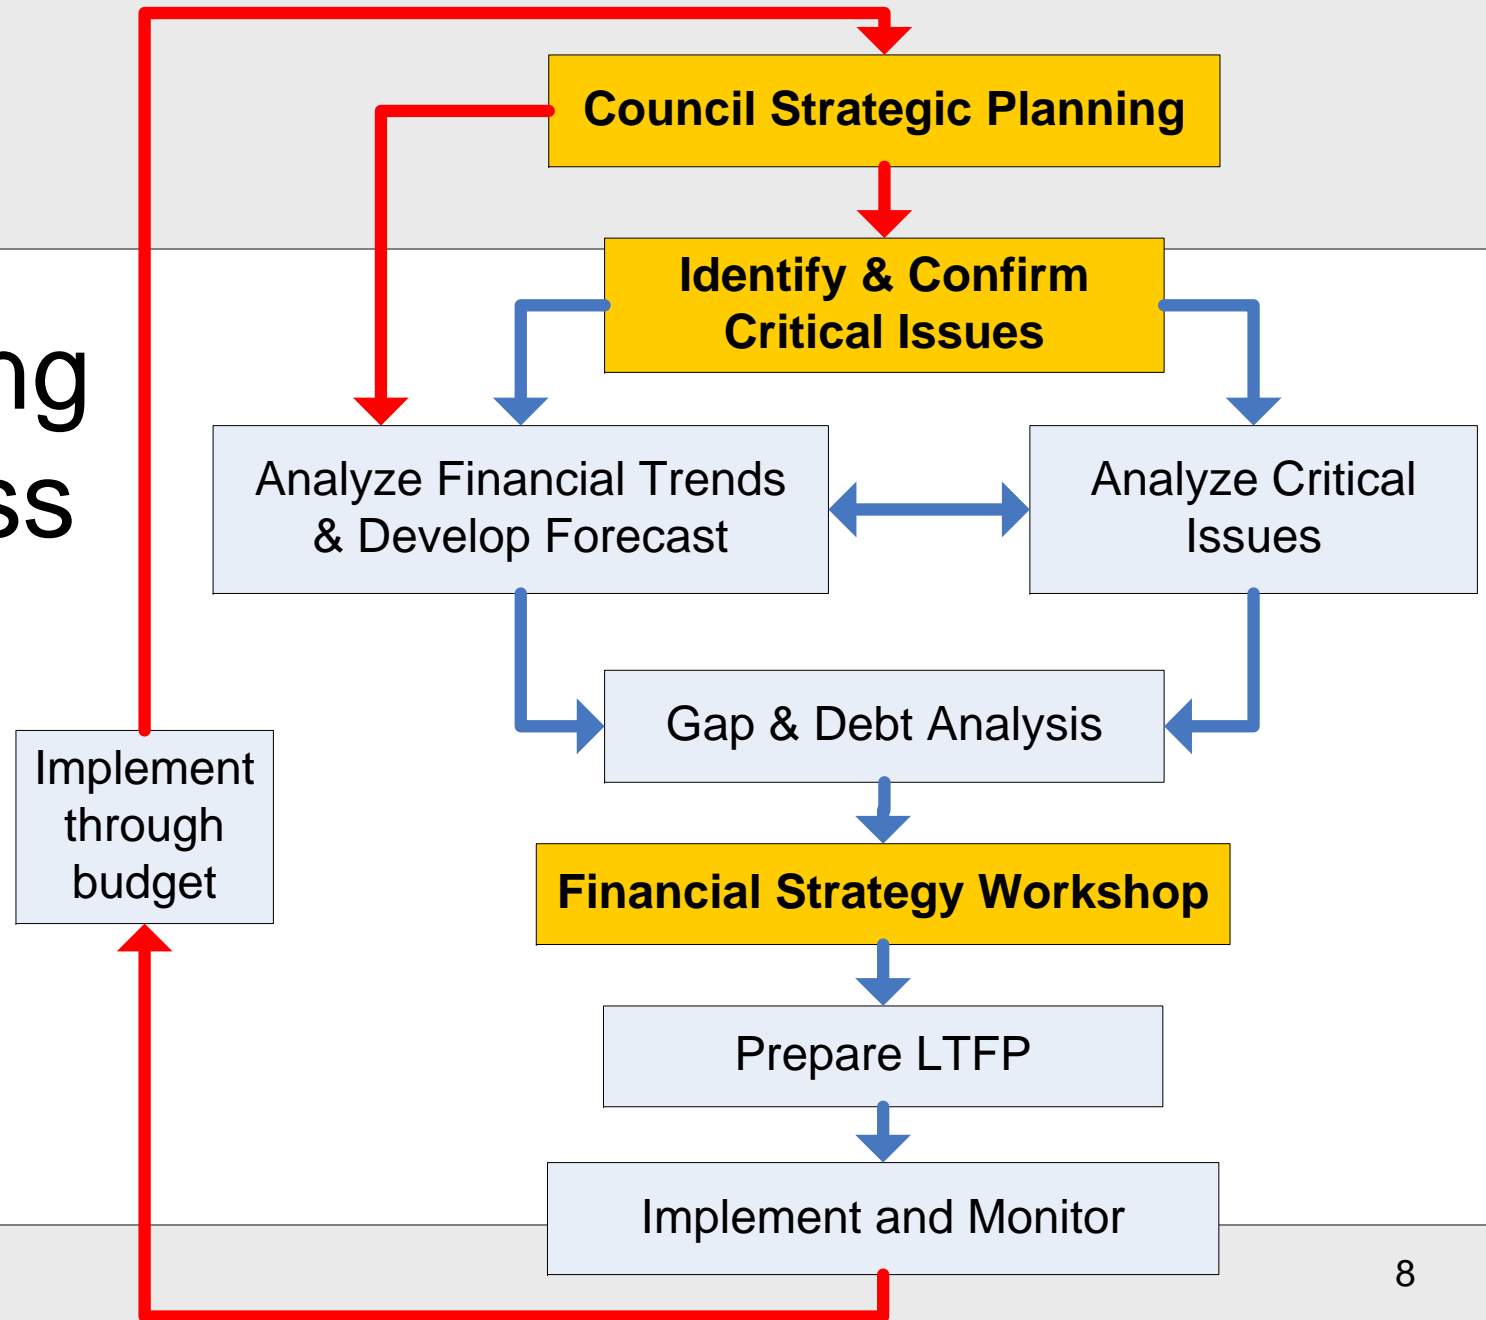 Council Strategic Planning
Identify & Confirm
Critical Issues
ng
ss
Analyze Financial Trends
& Develop Forecast
Analyze Critical
Issues
Gap & Debt Analysis
Implement
through
budget
Financial Strategy Workshop
Prepare LTFP
Implement and Monitor
8